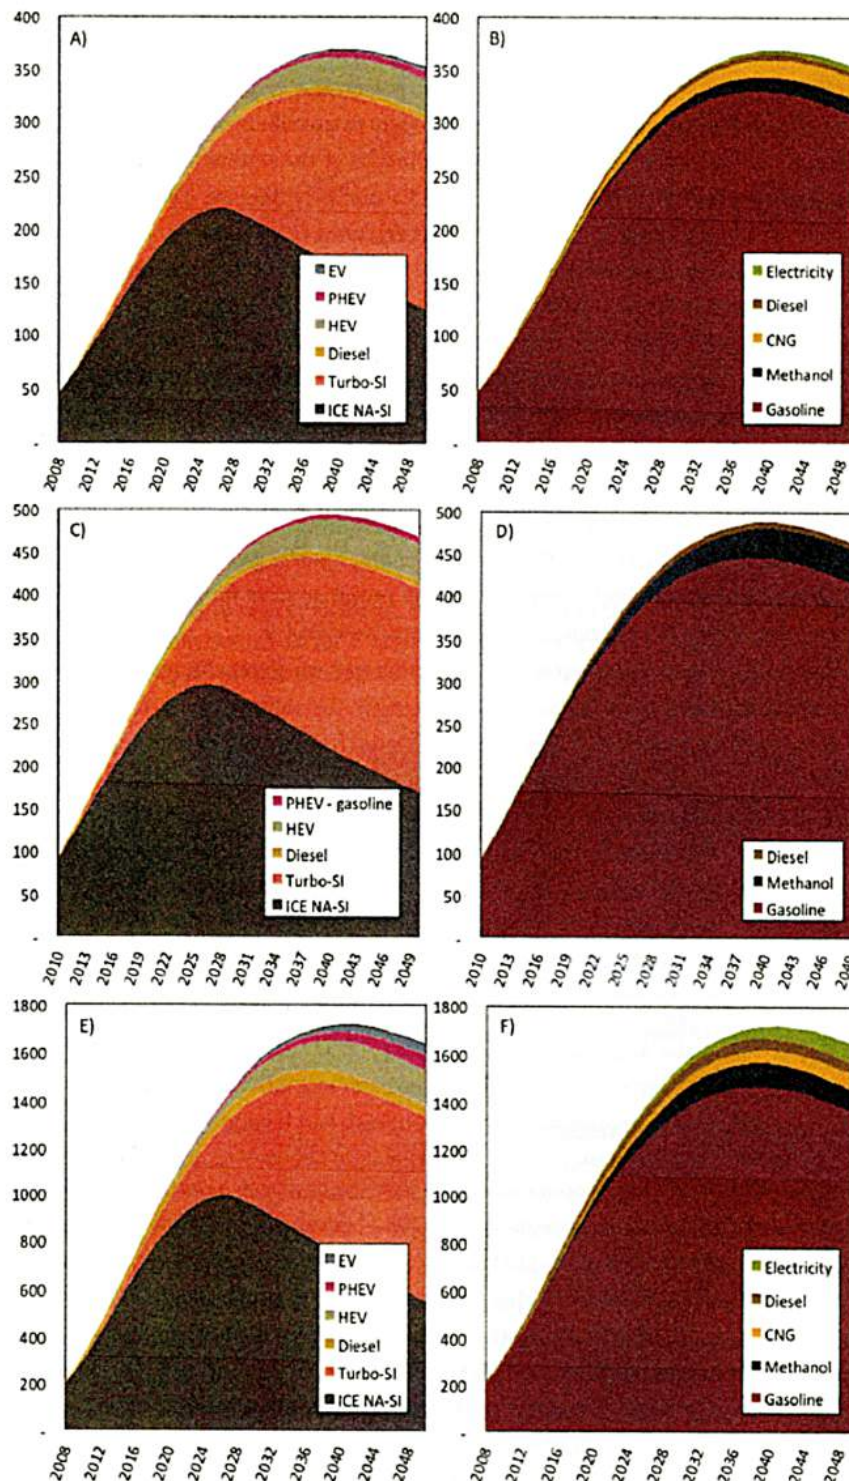 A)
400
350
300
250
200
150
100
50
-
EV
PHEV
HEV
Diesel
Turbo-SI
ICE NA-SI
2008 2012 2016 2020 2024 2028 2032 2036 2040 2044 2048
B)
400
350
300
250
200
150
100
50
-
Electricity
Diesel
CNG
Methanol
Gasoline
2008 2012 2016 2020 2024 2028 2032 2036 2040 2044 2048
C)
500
450
400
350
300
250
200
150
100
50
-
PHEV - gasoline
HEV
Diesel
Turbo-SI
ICE NA-SI
2010 2013 2016 2019 2022 2025 2028 2031 2034 2037 2040 2043 2046 2049
D)
500
450
400
350
300
250
200
150
100
50
-
Diesel
Methanol
Gasoline
2010 2013 2016 2019 2022 2025 2028 2031 2034 2037 2040 2043 2046 2049
E)
1800
1600
1400
1200
1000
800
600
400
200
-
EV
PHEV
HEV
Diesel
Turbo-SI
ICE NA-SI
2008 2012 2016 2020 2024 2028 2032 2036 2040 2044 2048
F)
1800
1600
1400
1200
1000
800
600
400
200
-
Electricity
Diesel
CNG
Methanol
Gasoline
2008 2012 2016 2020 2024 2028 2032 2036 2040 2044 2048